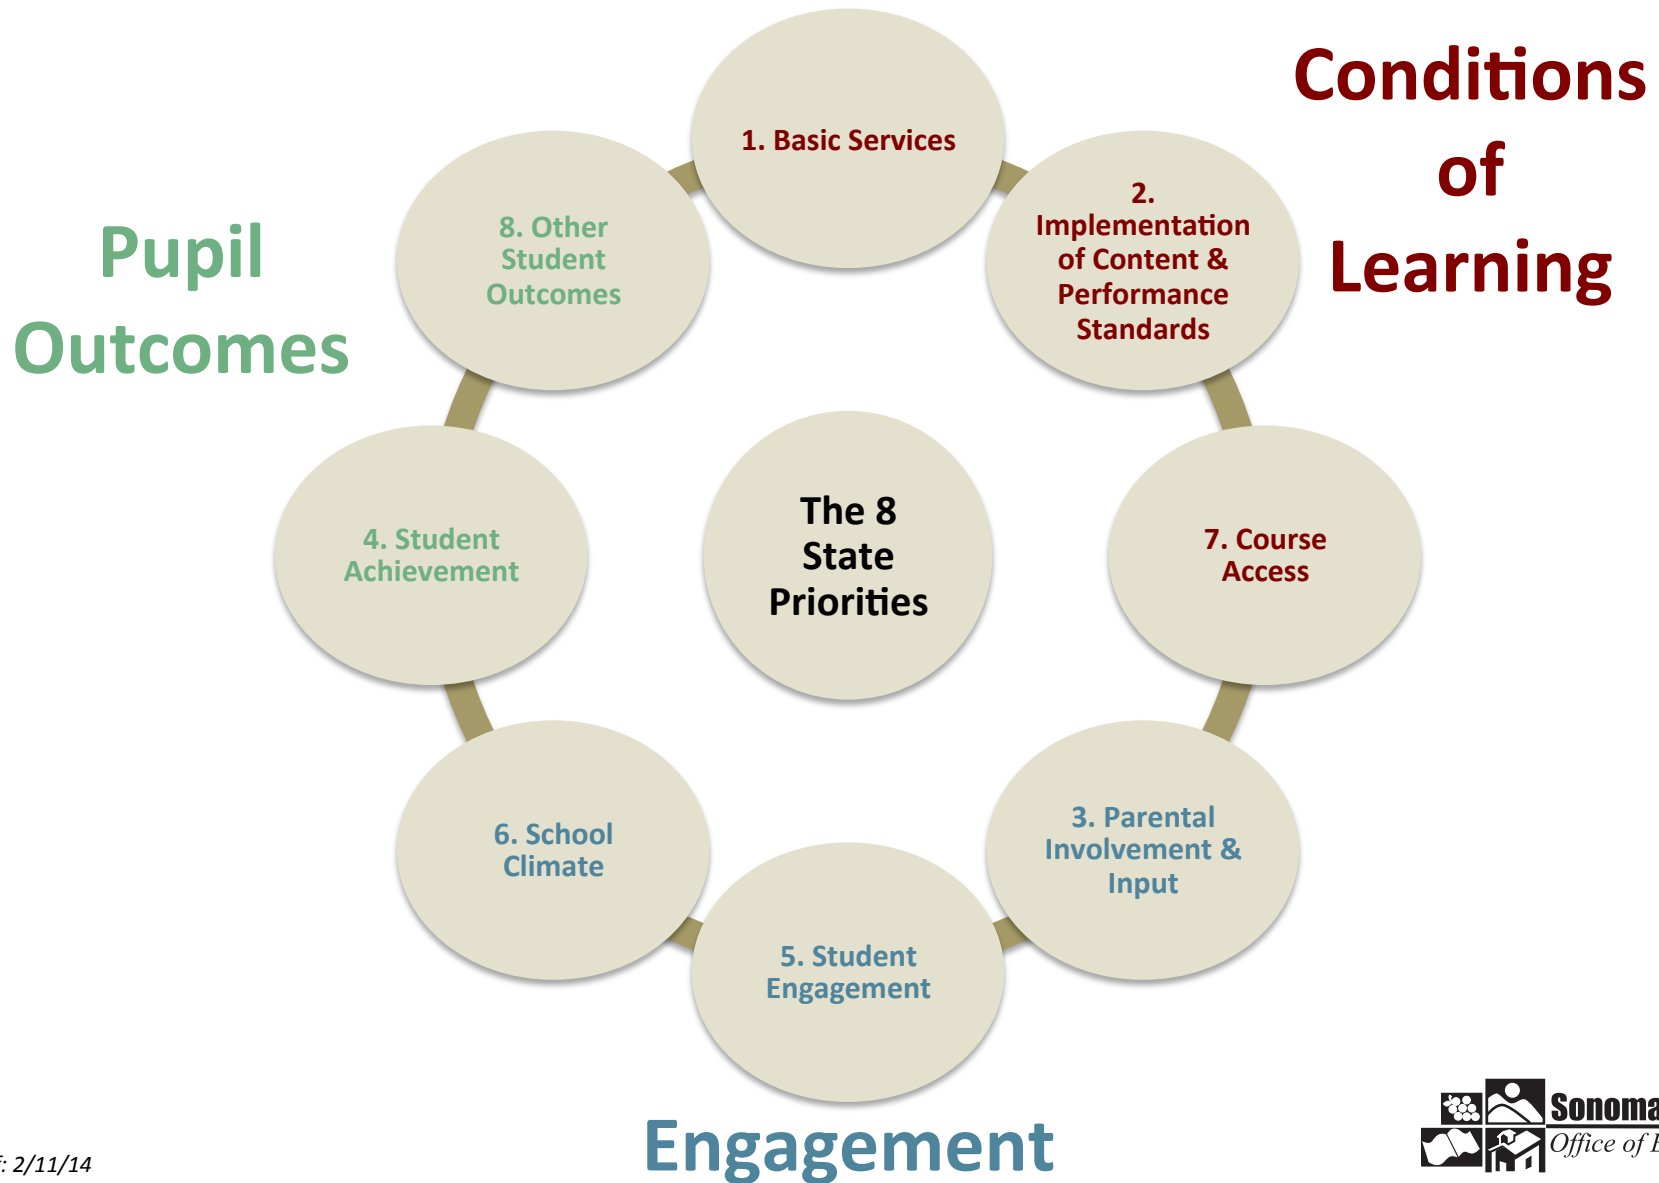 Conditions
of
Learning
Pupil
Outcomes
1. Basic Services
2.
Implementation
of Content &
Performance
Standards
7. Course
Access
3. Parental
Involvement &
Input
5. Student
Engagement
6. School
Climate
4. Student
Achievement
8. Other
Student
Outcomes
The 8
State
Priorities
Engagement
: 2/11/14
Sonoma
Office of